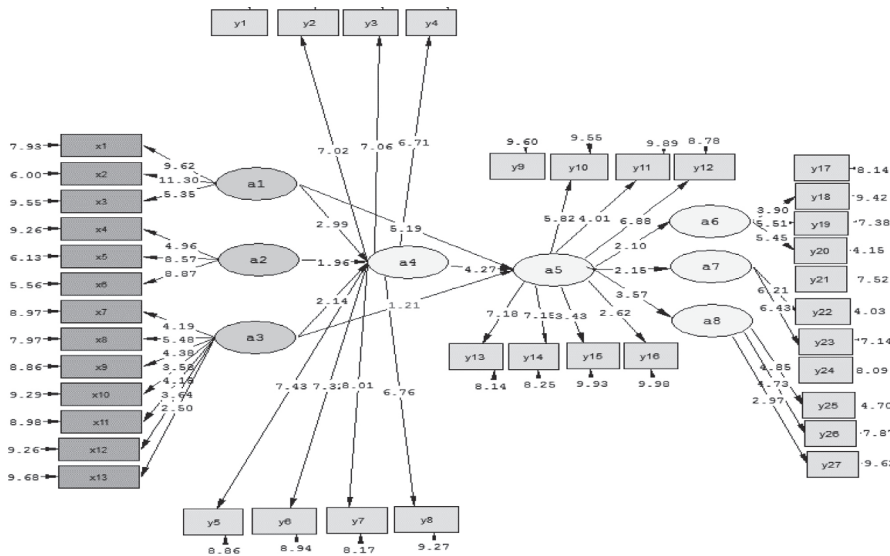 y1 y2 y3 y4
7.02 7.06 6.71
7.93 x1 9.62
6.00 x2 11.30
9.55 x3 5.35
a1
9.26 x4 4.96
6.13 x5 8.57
5.56 x6 8.87
a2
8.97 x7 4.19
7.97 x8 5.48
8.86 x9 4.38
9.29 x10 3.58
8.98 x11 4.18
9.26 x12 3.64
9.68 x13 2.50
a3
2.99 5.19
1.96 a4 4.27 a5
2.14 1.21
7.43 8.01 6.76
y5 y6 y7 y8
8.86 8.94 8.17 9.27
9.60 9.55 9.89 8.78
y9 y10 y11 y12
5.82 4.01 6.88
2.10 a6
2.15 a7
3.57 a8
7.18 7.15 3.43 2.62
y13 y14 y15 y16
8.14 8.25 9.93 9.98
y17 8.14
3.90 y18 9.42
5.51 y19 7.38
5.45 y20 4.15
y21 7.52
6.21 y22 4.03
6.43 y23 7.14
y24 8.09
4.85 y25 4.70
4.73 y26 7.87
2.97 y27